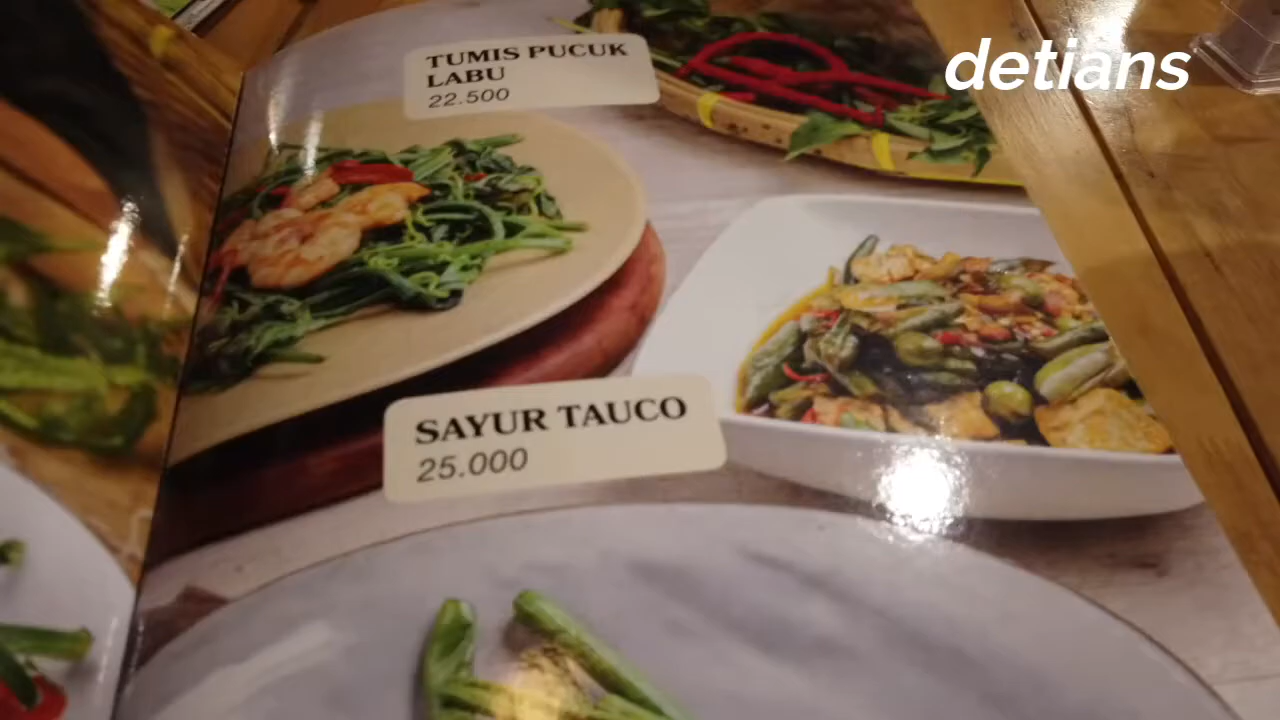 detians
TUMIS PUCUK
LABU
22.500
SAYUR TAUCO
25.000